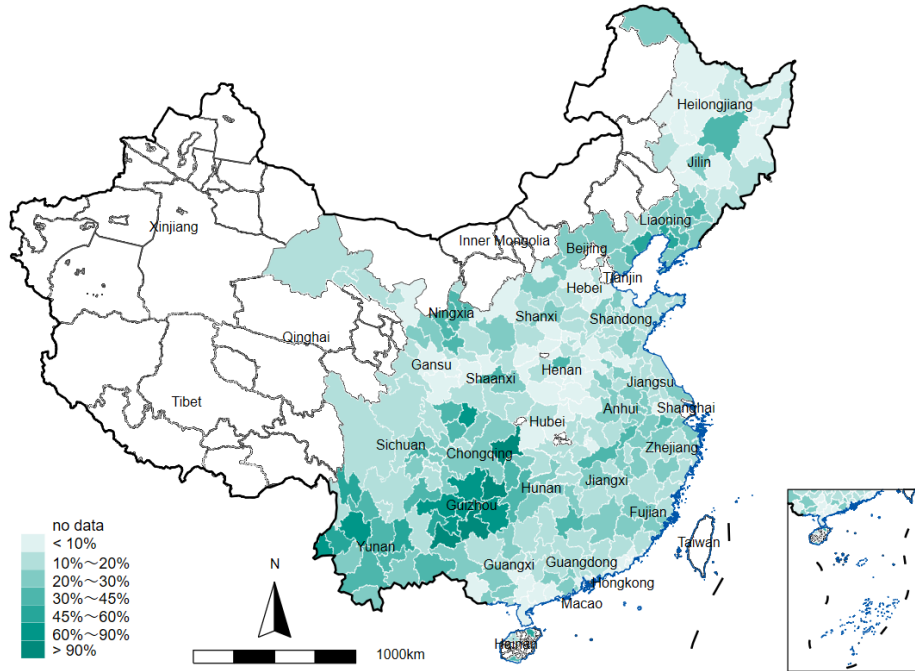 Heilongjiang
Jilin
Liaoning
Xinjiang
Inner Mongolia
Beijing
Tianjin
Hebei
Ningxia
Shanxi
Shandong
Qinghai
Gansu
Shaanxi
Henan
Jiangsu
Tibet
Anhui
Shanghai
Hubei
Sichuan
Chongqing
Zhejiang
Jiangxi
Hunan
Guizhou
Fujian
Yunan
Taiwan
Guangxi
Guangdong
Hongkong
Macao
Hainan
no data
< 10%
10%~20%
20%~30%
30%~45%
45%~60%
60%~90%
> 90%
N
1000km